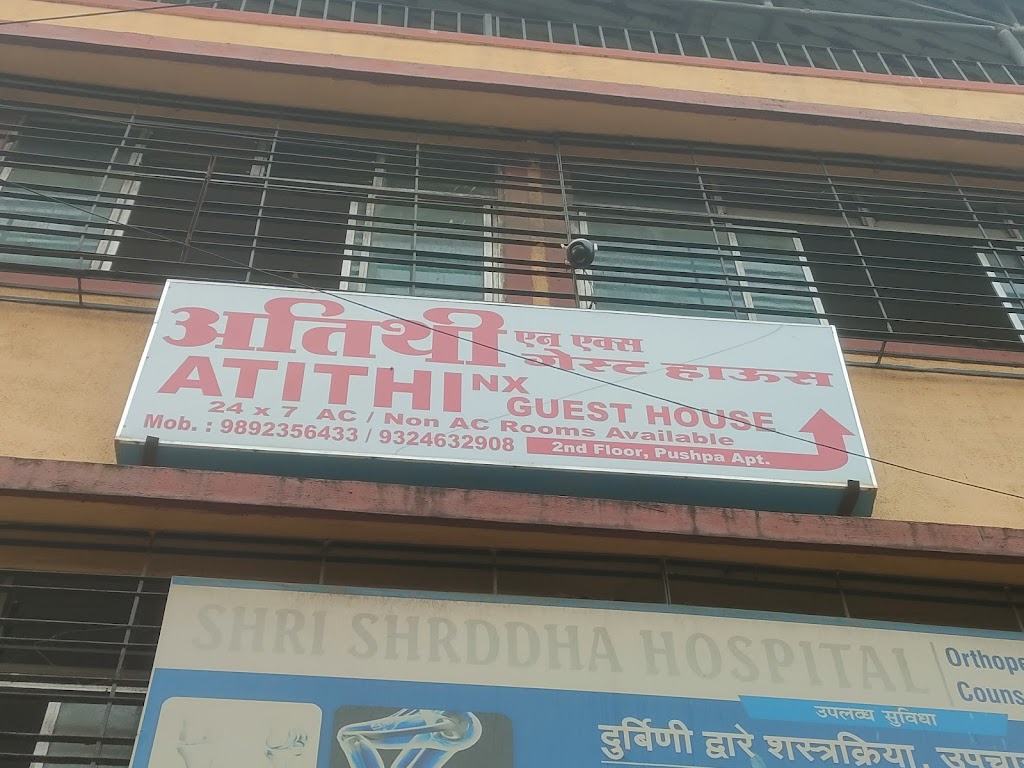 अतिथी एन एक्स
गेस्ट हाऊस
ATITHI NX
GUEST HOUSE
24 x 7 AC / Non AC Rooms Available
Mob. : 9892356433 / 9324632908
2nd Floor, Pushpa Apt.
SHRI SHRDDHA HOSPITAL
Orthope
Couns
उपलब्ध सुविधा
दुर्बिणी द्वारे शस्त्रक्रिया, उपचा